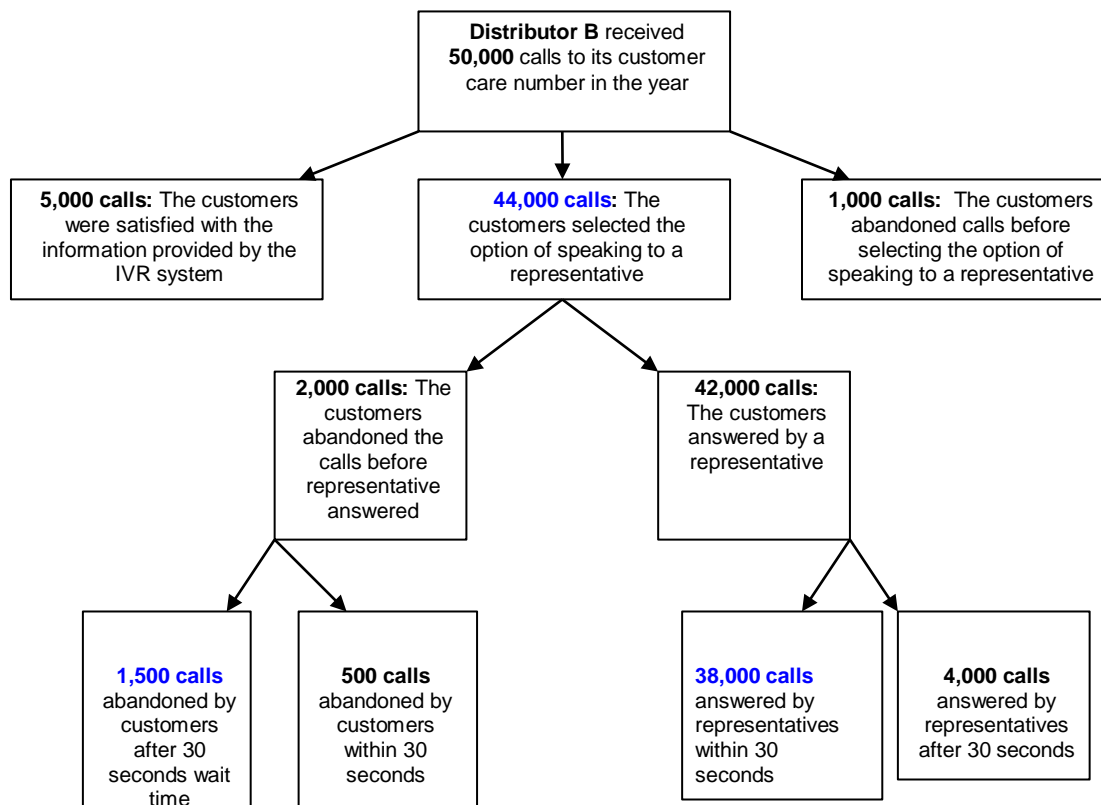 Distributor B received
50,000 calls to its customer
care number in the year
5,000 calls: The customers
were satisfied with the
information provided by the
IVR system
44,000 calls: The
customers selected the
option of speaking to a
representative
1,000 calls: The customers
abandoned calls before
selecting the option of
speaking to a representative
2,000 calls: The
customers
abandoned the
calls before
representative
answered
42,000 calls:
The customers
answered by a
representative
1,500 calls
abandoned by
customers
after 30
seconds wait
time
500 calls
abandoned by
customers
within 30
seconds
38,000 calls
answered by
representatives
within 30
seconds
4,000 calls
answered by
representatives
after 30 seconds